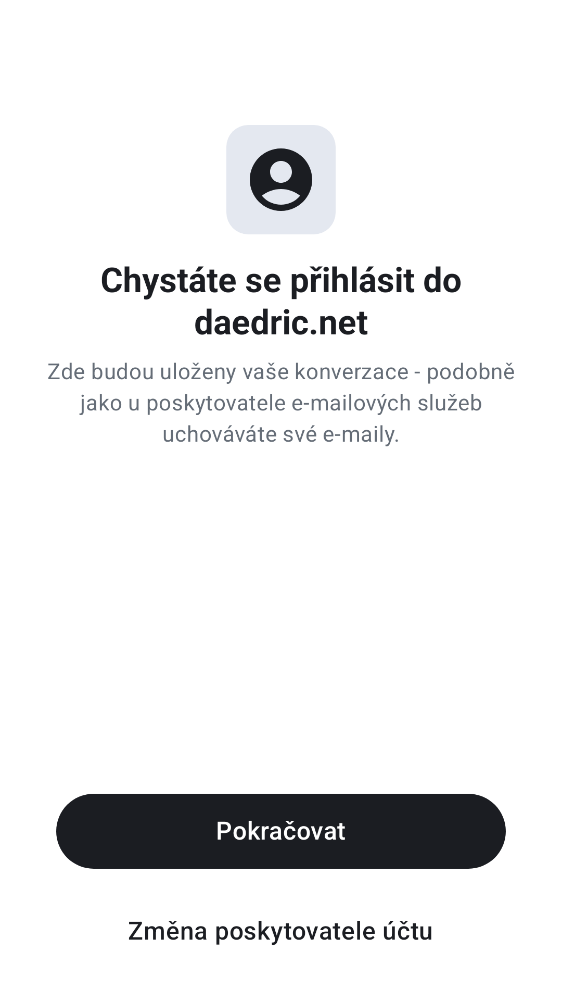 Chystáte se přihlásit do
daedric.net
Zde budou uloženy vaše konverzace - podobně
jako u poskytovatele e-mailových služeb
uchováváte své e-maily.
Pokračovat
Změna poskytovatele účtu